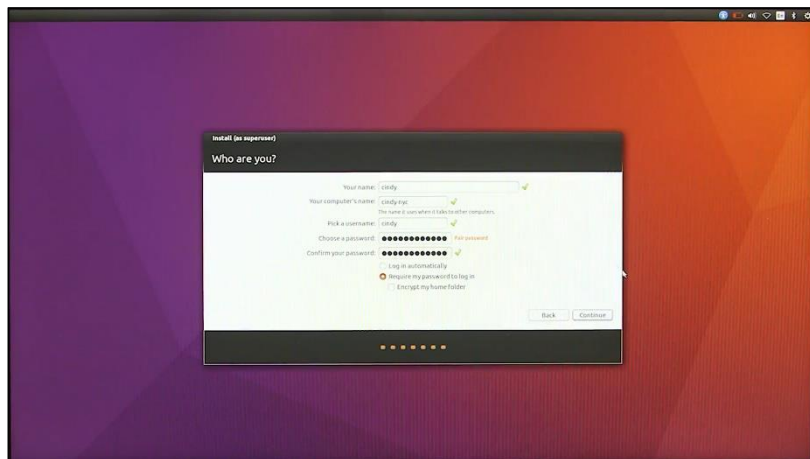 Install (as superuser)
Who are you?
Your name: cindy
Your computer's name: cindy nyc
The name it uses when it talks to other computers.
Pick a username: cindy
Choose a password: ●●●●●●●●●●●●● Fair password
Confirm your password: ●●●●●●●●●●●●●
Log in automatically
Require my password to log in
Encrypt my home folder
Back Continue